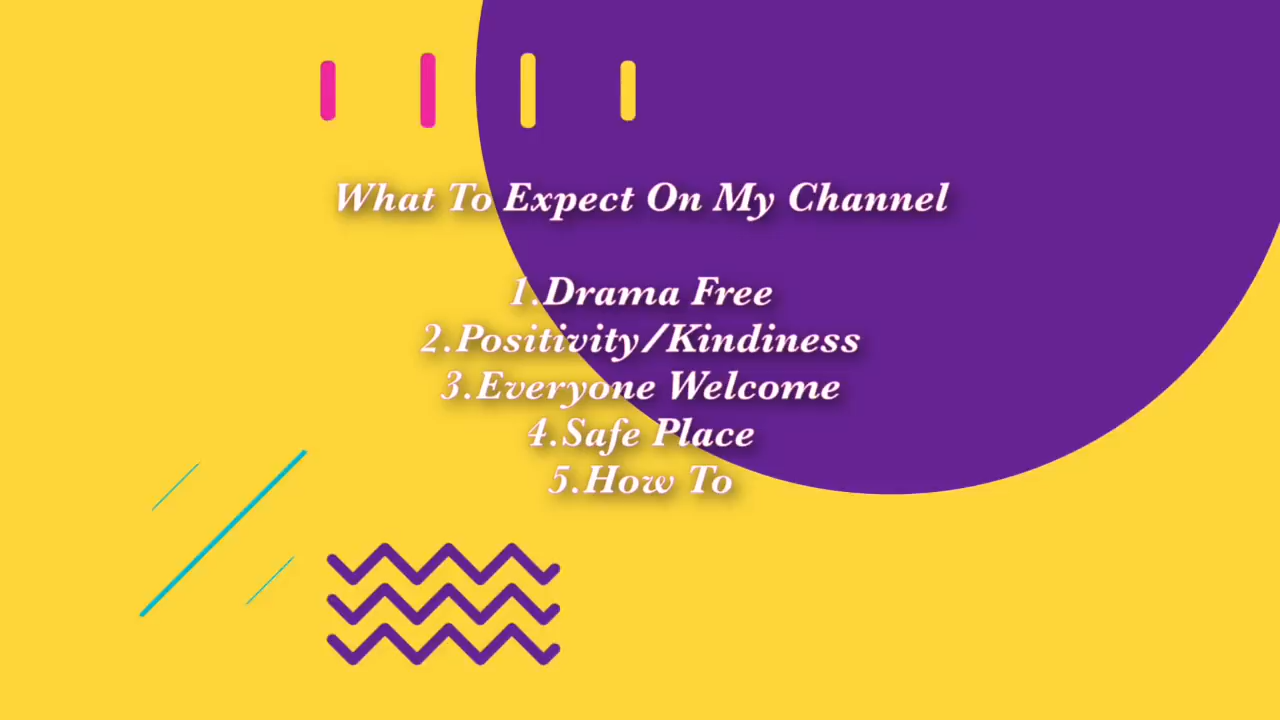 What To Expect On My Channel
1.Drama Free
2.Positivity/Kindiness
3.Everyone Welcome
4.Safe Place
5.How To